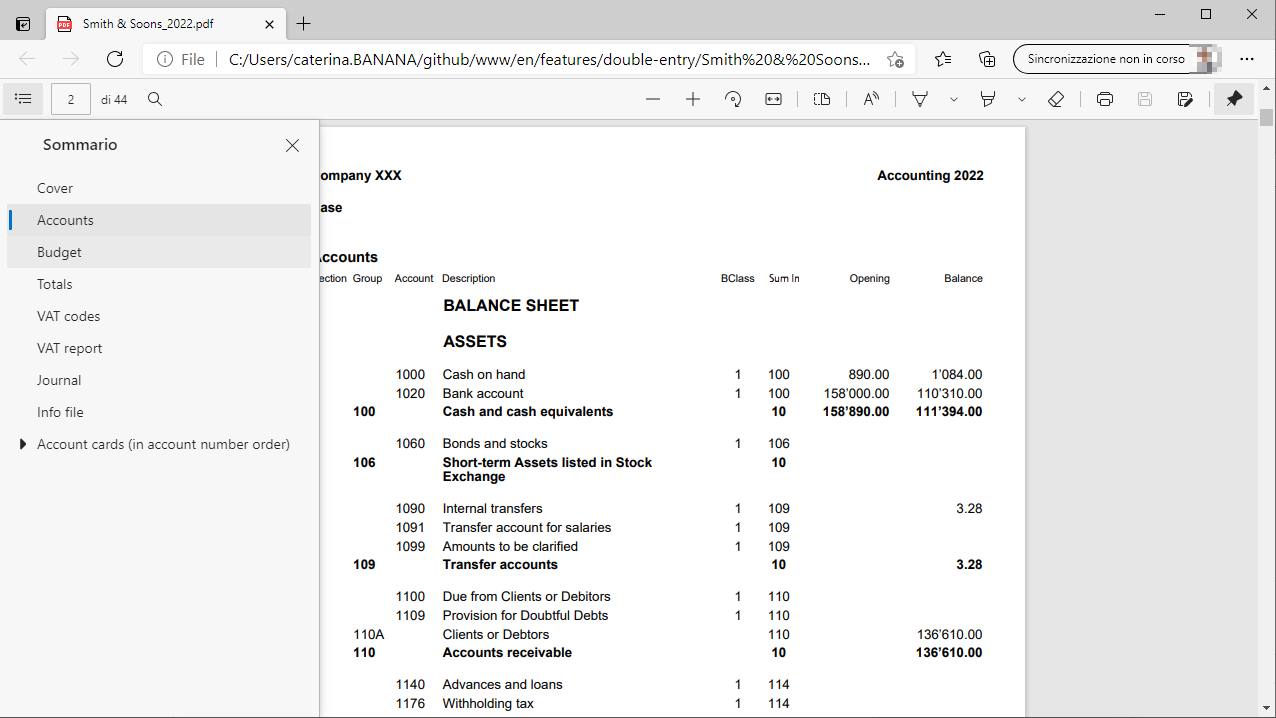 Smith & Soons_2022.pdf
File
C:/Users/caterina.BANANA/github/www/en/features/double-entry/Smith%20&%20Soons...
Sincronizzazione non in corso
2 di 44
Sommario
Cover
Accounts
Budget
Totals
VAT codes
VAT report
Journal
Info file
Account cards (in account number order)
ompany XXX Accounting 2022
ase
ccounts
ection Group Account Description BClass Sum In Opening Balance
BALANCE SHEET
ASSETS
1000 Cash on hand 1 100 890.00 1’084.00
1020 Bank account 1 100 158’000.00 110’310.00
100 Cash and cash equivalents 10 158’890.00 111’394.00
1060 Bonds and stocks 1 106
106 Short-term Assets listed in Stock 10
Exchange
1090 Internal transfers 1 109 3.28
1091 Transfer account for salaries 1 109
1099 Amounts to be clarified 1 109
109 Transfer accounts 10 3.28
1100 Due from Clients or Debitors 1 110
1109 Provision for Doubtful Debts 1 110
110A Clients or Debtors 110 136’610.00
110 Accounts receivable 10 136’610.00
1140 Advances and loans 1 114
1176 Withholding tax 1 114